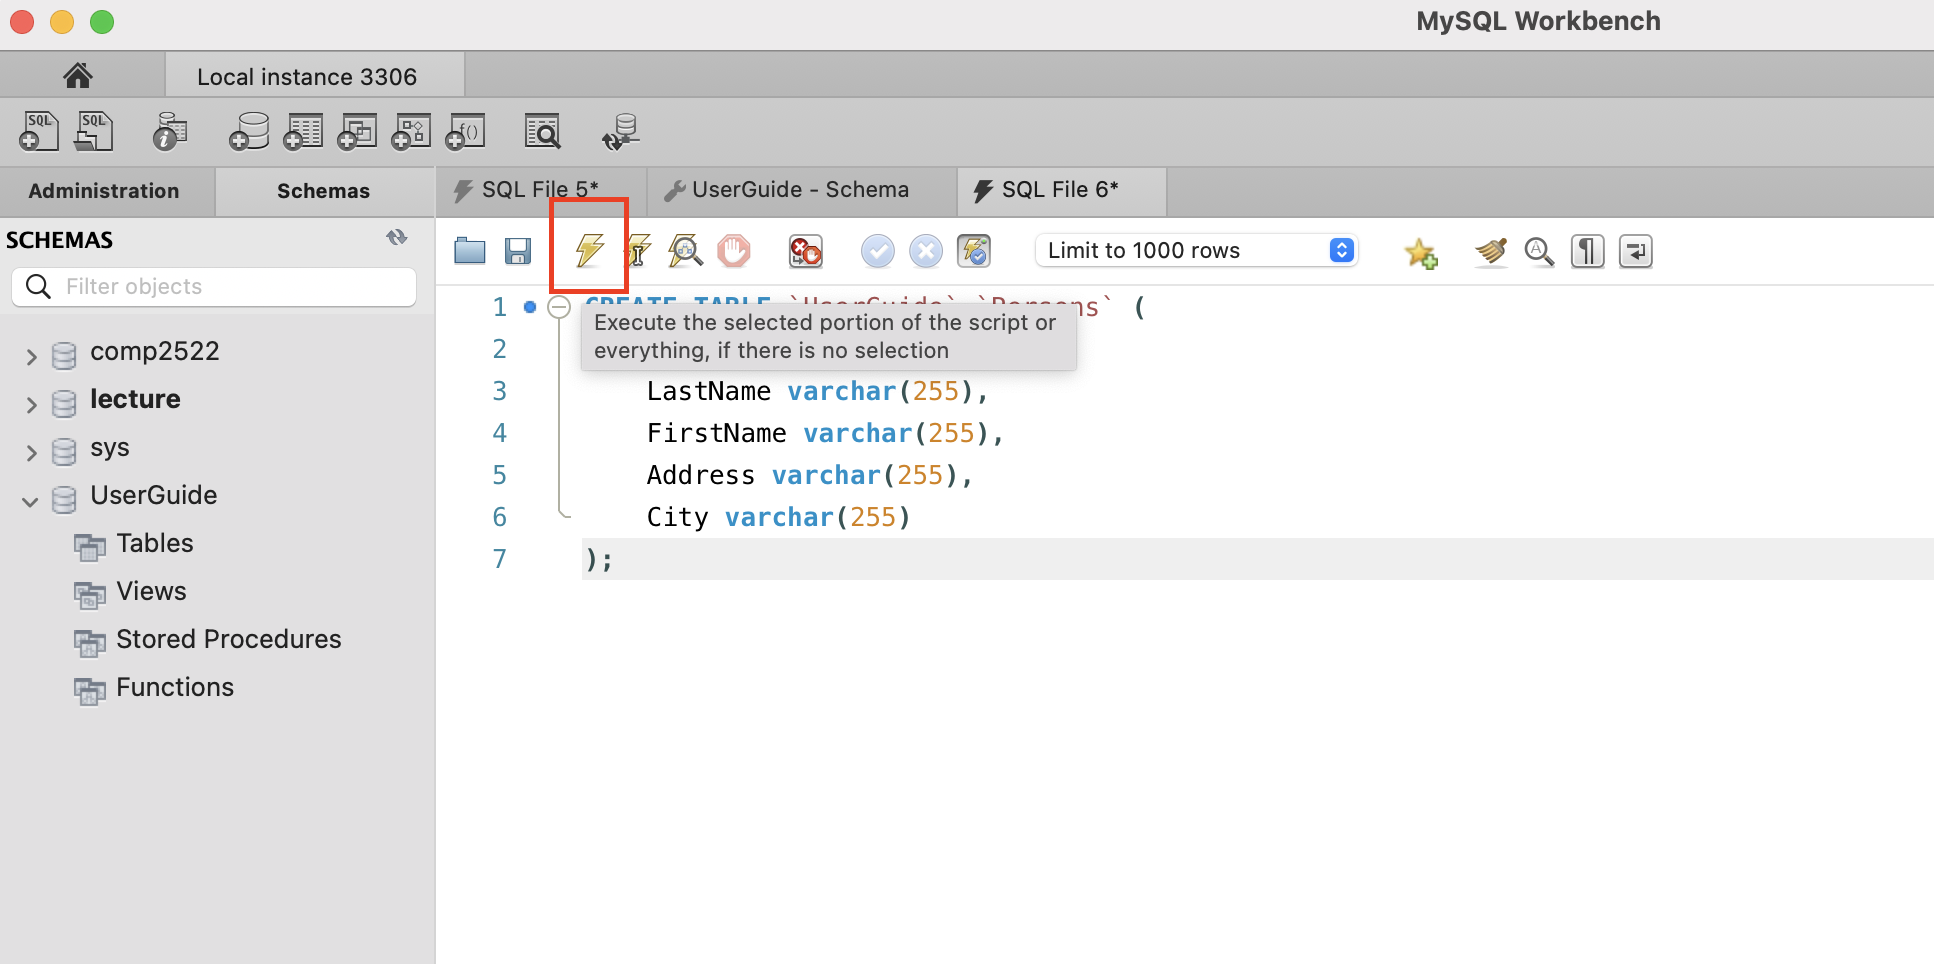 MySQL Workbench
Local instance 3306
SQL SQL
Administration Schemas SQL File 5* UserGuide - Schema SQL File 6*
SCHEMAS
Limit to 1000 rows
Filter objects
1 CREATE TABLE `UserGuide`.`Persons` (
Execute the selected portion of the script or
everything, if there is no selection
2
3 LastName varchar(255),
4 FirstName varchar(255),
5 Address varchar(255),
6 City varchar(255)
7 );
comp2522
lecture
sys
UserGuide
Tables
Views
Stored Procedures
Functions